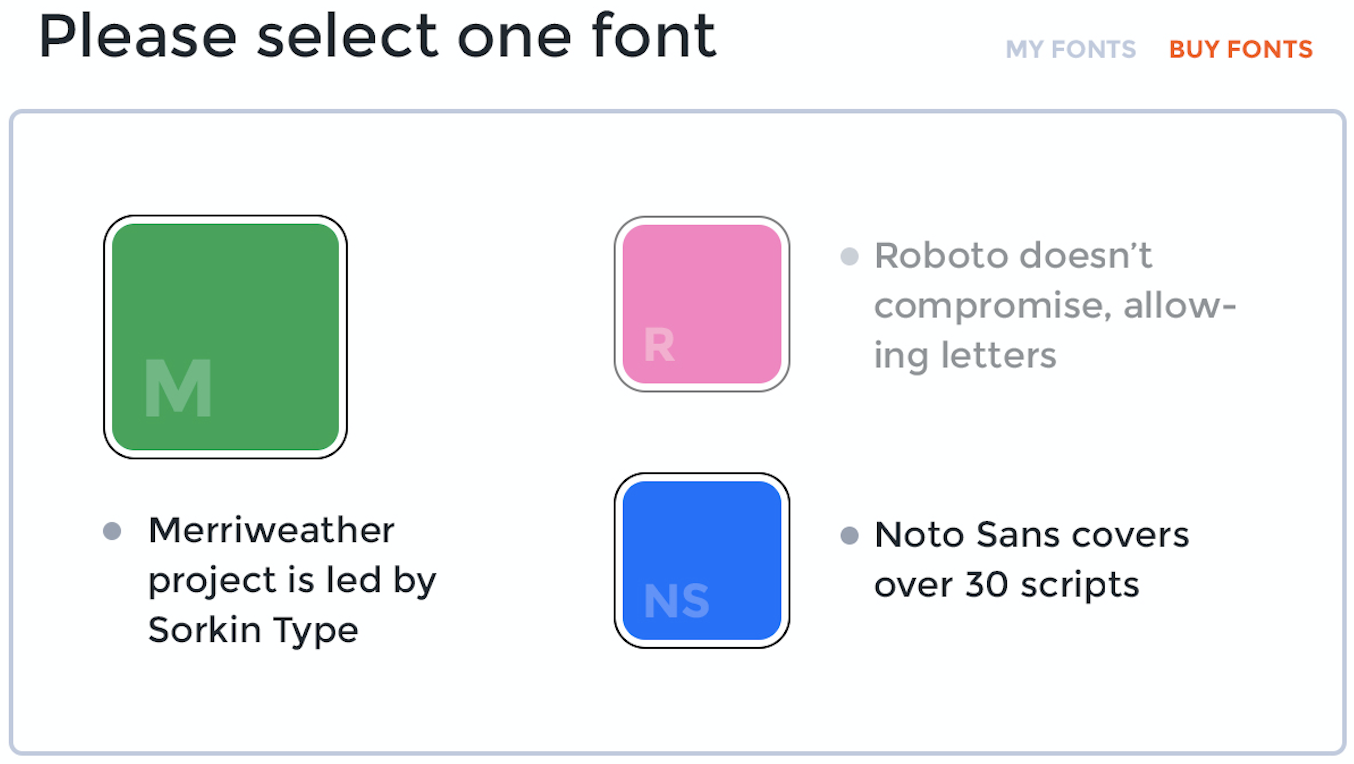 Please select one font
MY FONTS BUY FONTS
M
Merriweather
project is led by
Sorkin Type
R
Roboto doesn’t
compromise, allow-
ing letters
NS
Noto Sans covers
over 30 scripts